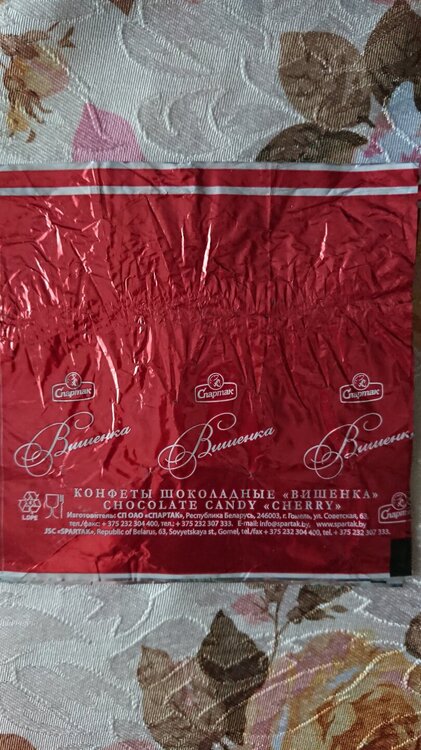 Спартак Спартак Спартак
Вишенка Вишенка Вишенка
КОНФЕТЫ ШОКОЛАДНЫЕ «ВИШЕНКА»
CHOCOLATE CANDY «CHERRY»
Спартак
LDPE
Изготовитель: СП ОАО «СПАРТАК», Республика Беларусь, 246003, г. Гомель, ул. Советская, 63,
тел./факс: + 375 232 304 400, тел.: + 375 232 307 333. E-mail: info@spartak.by, www.spartak.by
JSC «SPARTAK», Republic of Belarus, 63, Sovyetskaya st., Gomel, tel./fax + 375 232 304 400, tel. + 375 232 307 333.